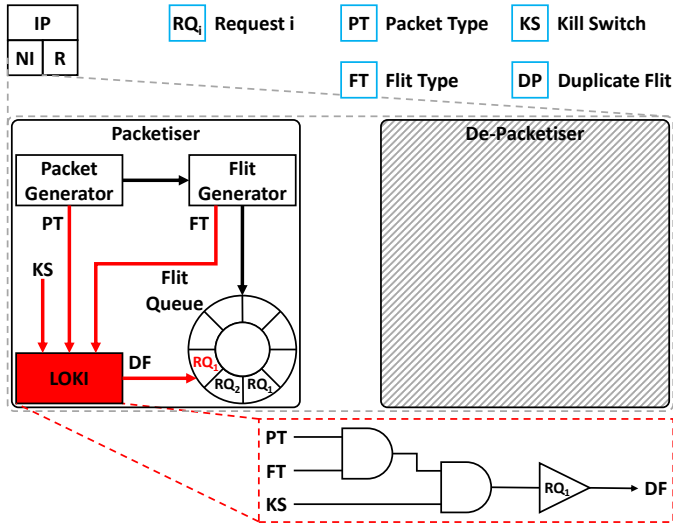 IP
NI R
RQi Request i
PT Packet Type
KS Kill Switch
FT Flit Type
DP Duplicate Flit
Packetiser
De-Packetiser
Packet
Generator
Flit
Generator
PT
FT
KS
Flit
Queue
RQ1
RQ2
RQ1
LOKI
DF
PT
FT
KS
RQ1
DF